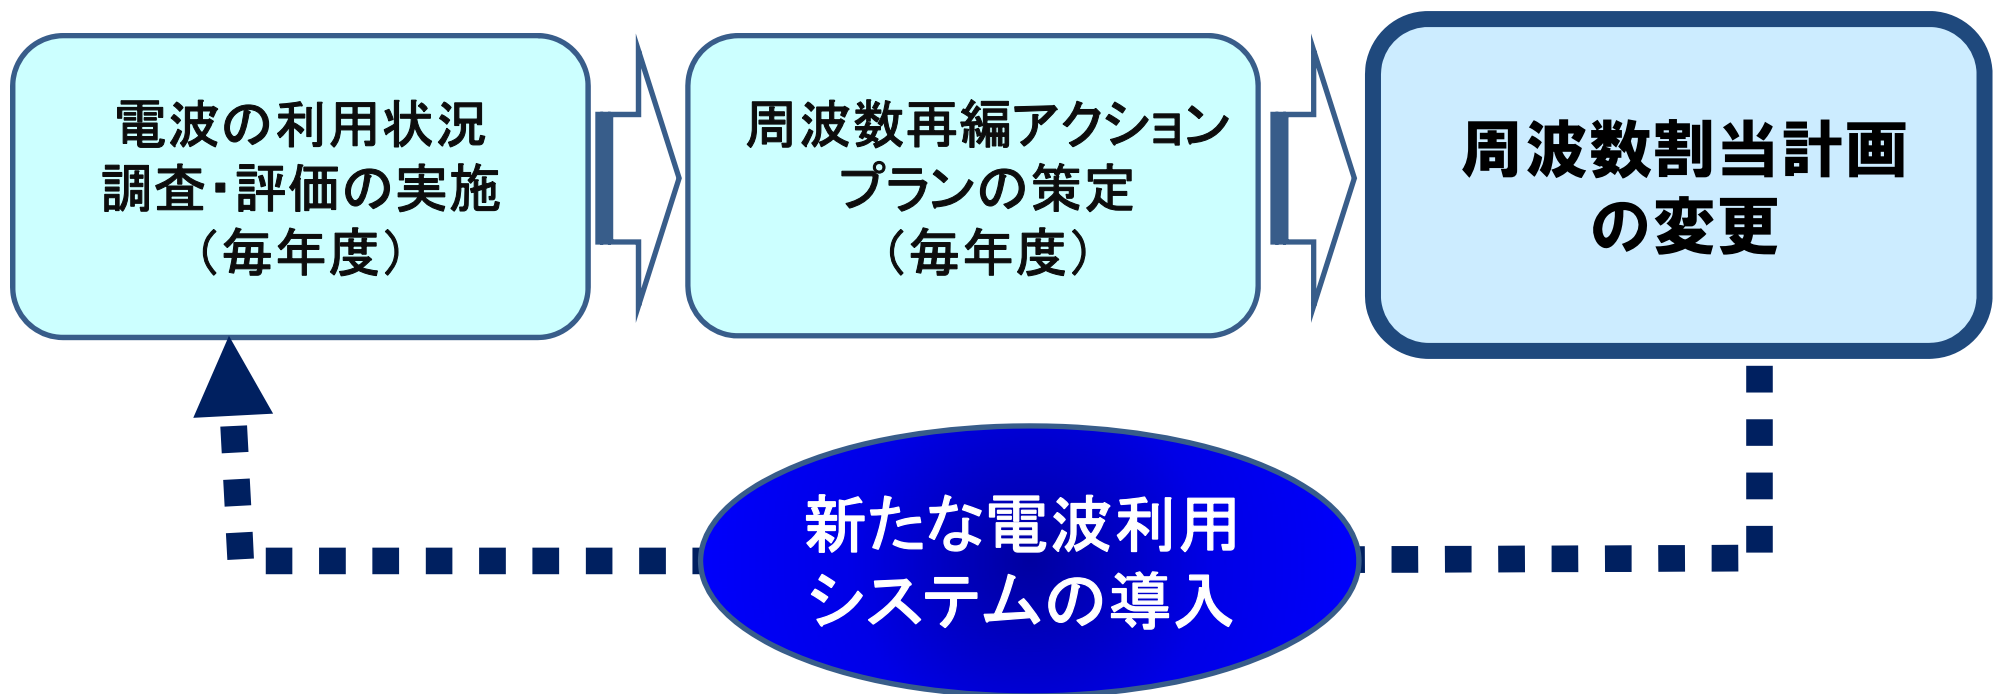 電波の利用状況
調査・評価の実施
（毎年度）
周波数再編アクション
プランの策定
（毎年度）
周波数割当計画
の変更
新たな電波利用
システムの導入